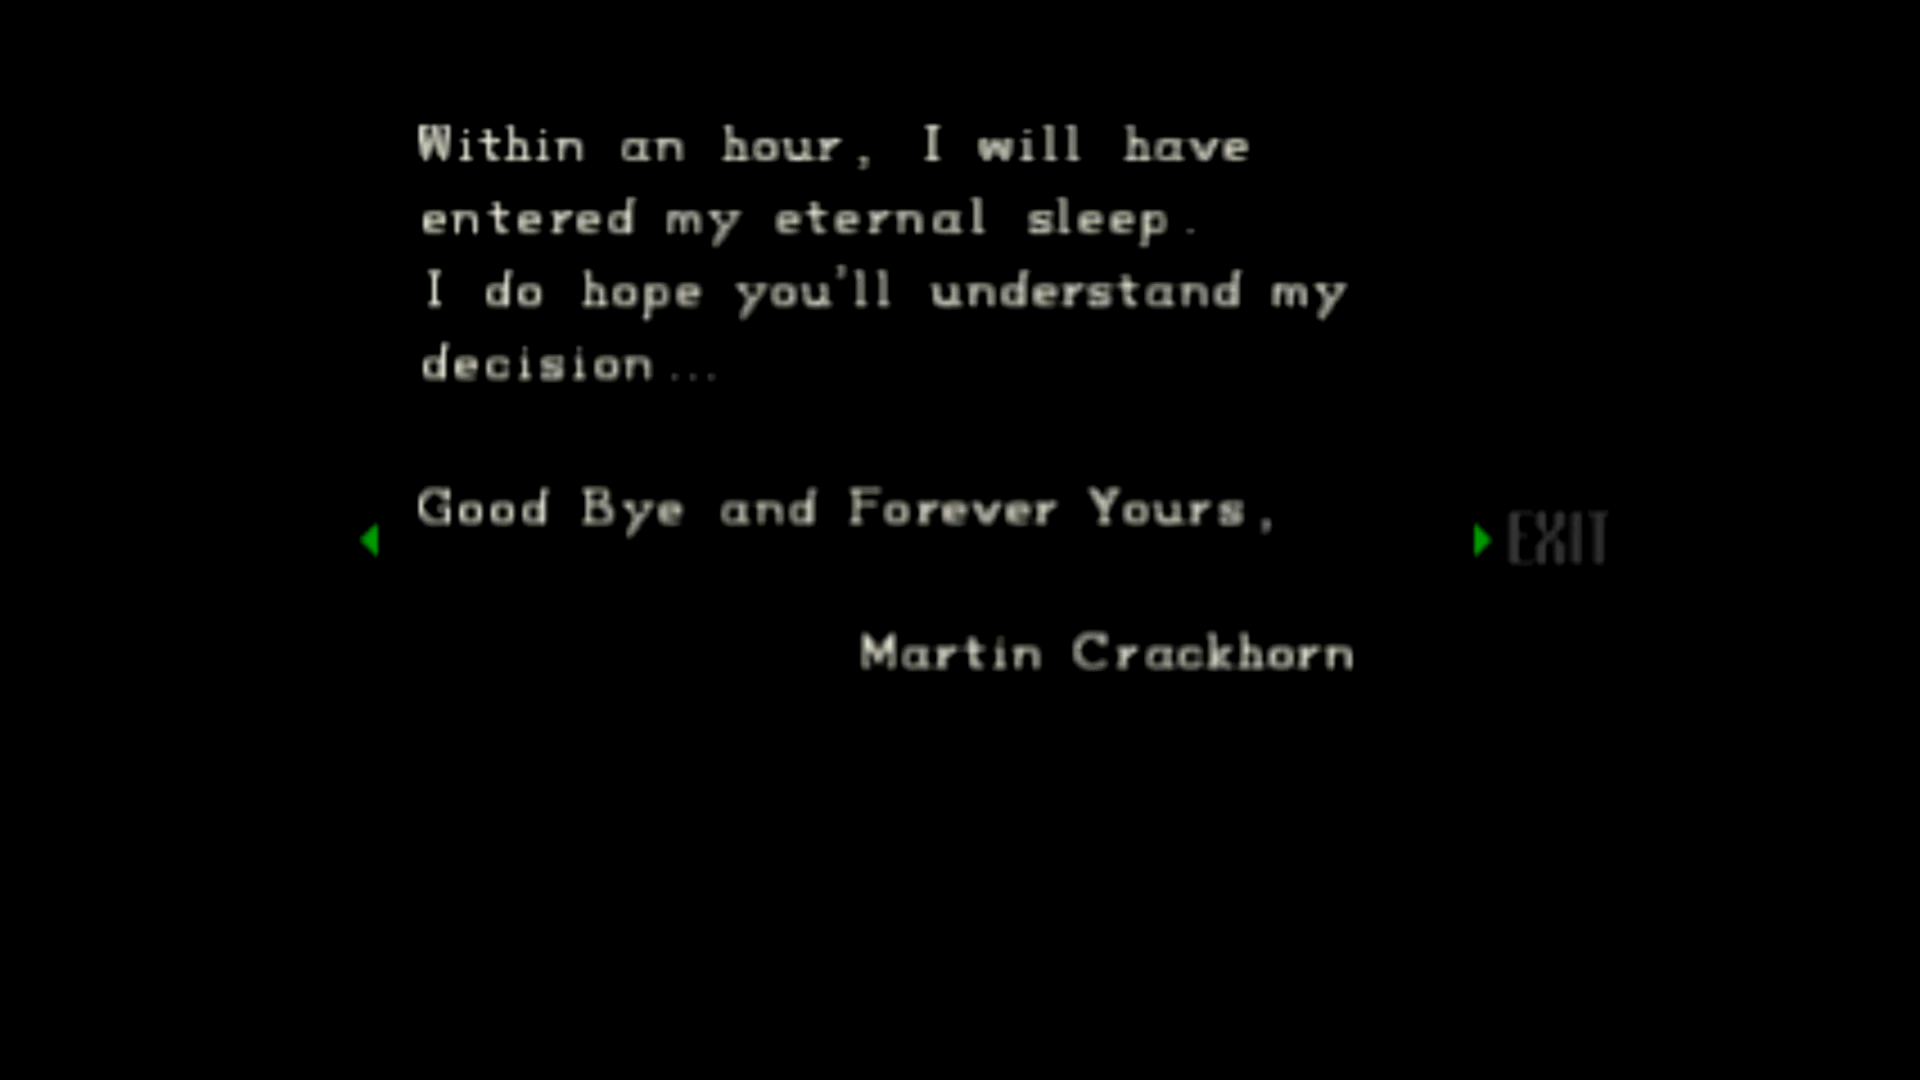 Within an hour, I will have
entered my eternal sleep.
I do hope you'll understand my
decision...
Good Bye and Forever Yours,
EXIT
Martin Crackhorn